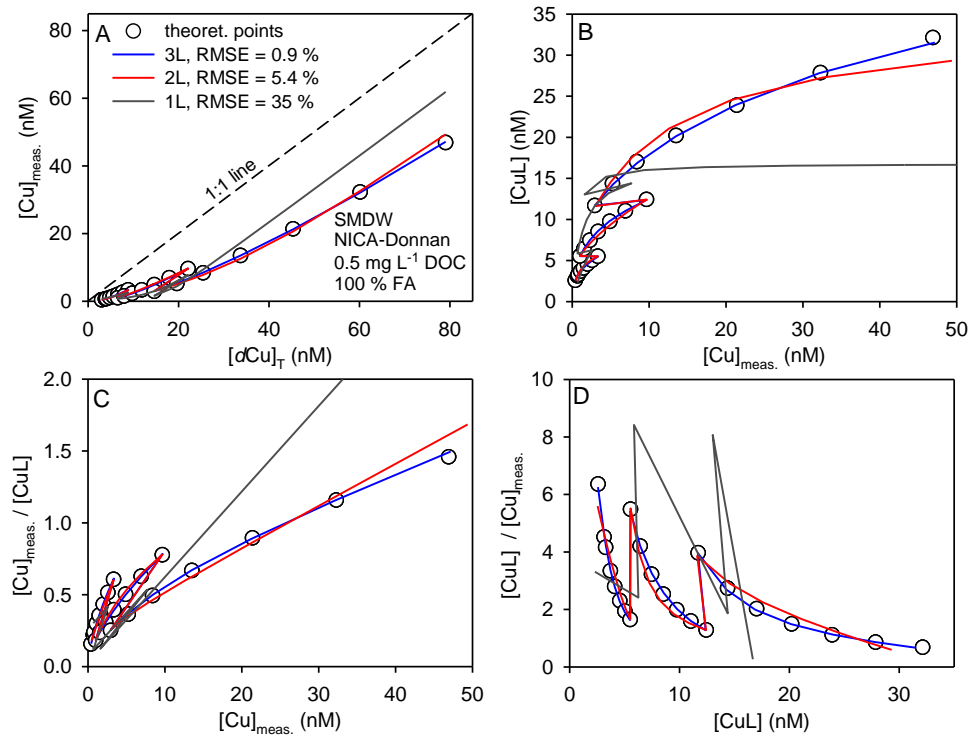 A
theoret. points
3L, RMSE = 0.9 %
2L, RMSE = 5.4 %
1L, RMSE = 35 %
1:1 line
SMDW
NICA-Donnan
0.5 mg L⁻¹ DOC
100 % FA
80
60
40
20
0
[Cu]meas. (nM)
0 20 40 60 80
[dCu]T (nM)
B
35
30
25
20
15
10
5
0
[CuL] (nM)
0 10 20 30 40 50
[Cu]meas. (nM)
C
2.0
1.5
1.0
0.5
0.0
[Cu]meas. / [CuL]
0 10 20 30 40 50
[Cu]meas. (nM)
D
10
8
6
4
2
0
[CuL] / [Cu]meas.
0 10 20 30
[CuL] (nM)